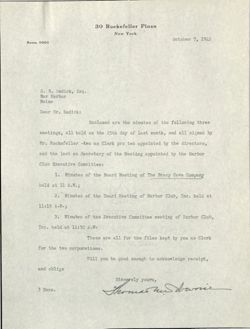 30 Rockefeller Plaza
New York
Room 5600
October 7, 1942
Bar Harbor
Maine
Dear Mr.
Enclosed are the minutes of the following three
meetings, all held on the 25th day of last month, and all signed by
Mr. Rockefeller two as Clerk pro tem appointed by the directors,
and the last as Secretary of the Meeting appointed by the Harbor
Club Executive Committee:
1. Minutes of the Board Meeting of The Company
held at 11 A.M.;
2. Minutes of the Board Meeting of Harbor Club, Inc. held at
11:15 A.M.;
3. Minutes of the Executive Committee meeting of Harbor Club,
Inc. held at 11:30 A.M.
These are all for the files kept by you as Clerk
for the two corporations.
Will you be good enough to acknowledge receipt,
and oblige
Sincerely yours,
3 Encs.